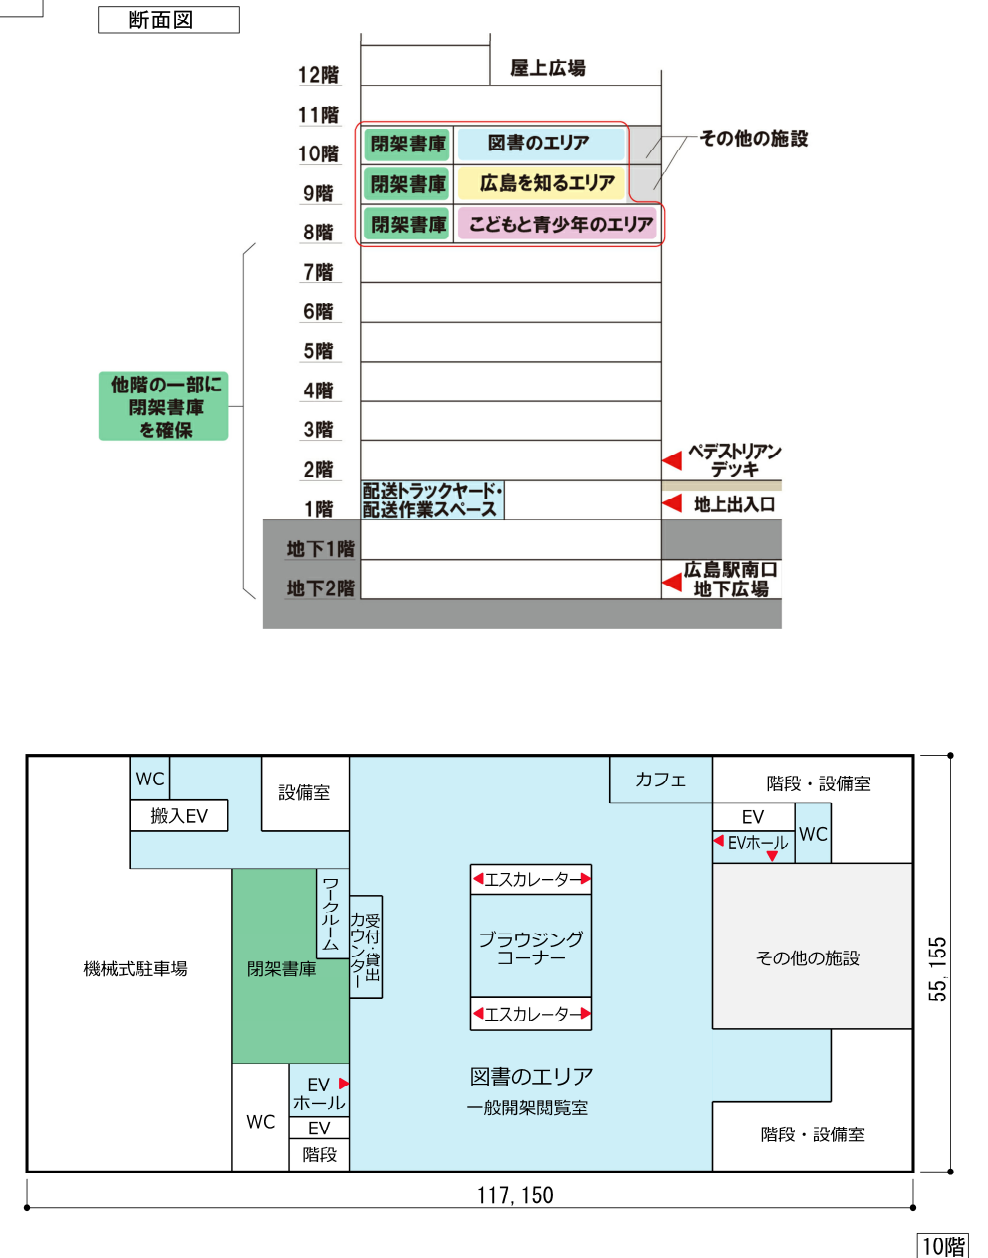 断面図
12階
屋上広場
11階
10階
閉架書庫
図書のエリア
その他の施設
9階
閉架書庫
広島を知るエリア
8階
閉架書庫
こどもと青少年のエリア
7階
6階
5階
4階
3階
2階
1階
地下1階
地下2階
他階の一部に
閉架書庫
を確保
配送トラックヤード・
配送作業スペース
ペデストリアン
デッキ
地上出入口
広島駅南口
地下広場
WC
搬入EV
設備室
カフェ
階段・設備室
EV
EVホール
WC
ワークルーム
受付・貸出
カウンター
エスカレーター
ブラウジング
コーナー
エスカレーター
機械式駐車場
閉架書庫
その他の施設
図書のエリア
一般開架閲覧室
EV
ホール
WC
EV
階段
階段・設備室
55,155
117,150
10階